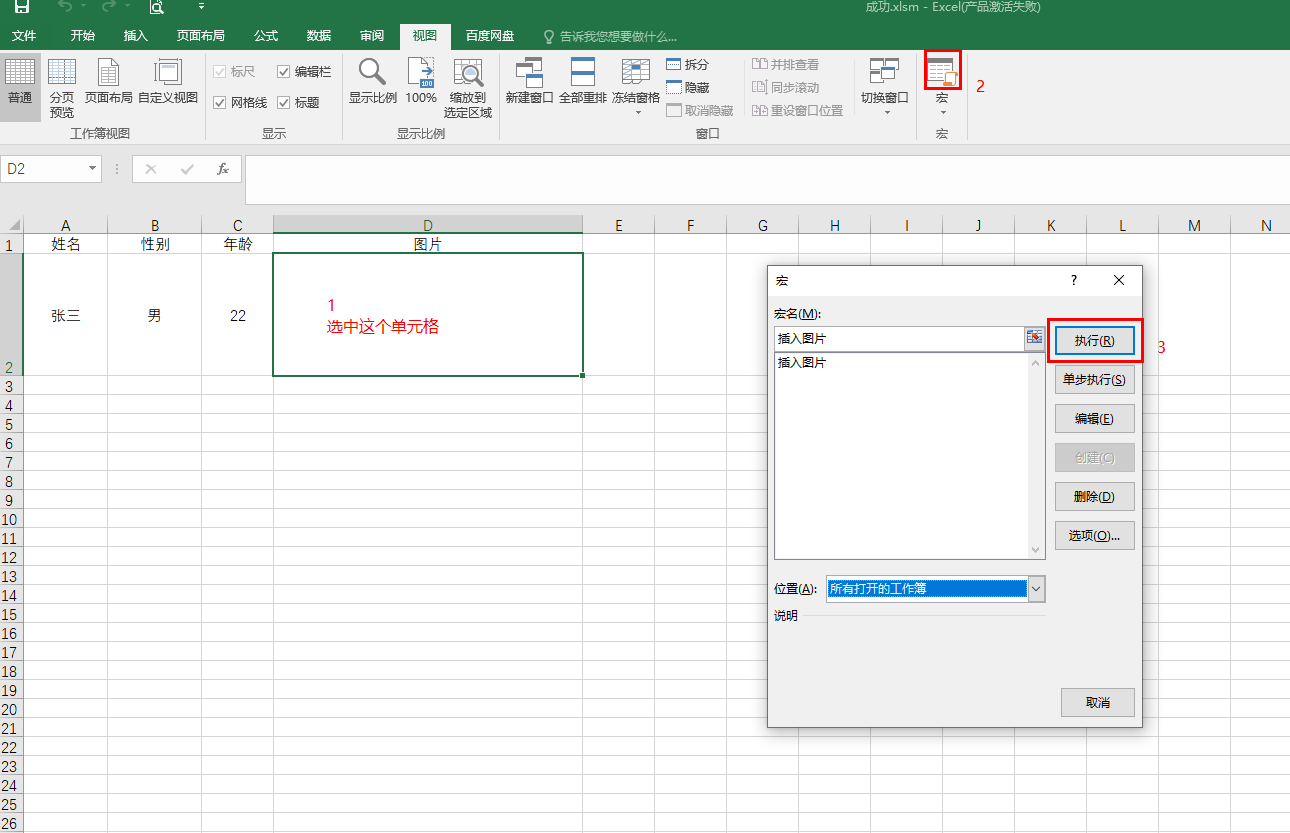 成功.xlsm - Excel(产品激活失败)
文件 开始 插入 页面布局 公式 数据 审阅 视图 百度网盘 告诉我您想要做什么...
普通
分页
预览
页面布局
自定义视图
标尺
编辑栏
网格线
标题
显示比例
100
100%
缩放到
选定区域
新建窗口
全部重排
冻结窗格
拆分
隐藏
取消隐藏
并排查看
同步滚动
重设窗口位置
切换窗口
宏
2
工作簿视图 显示 显示比例 窗口 宏
D2
fx
A B C D E F G H I J K L M N
1 姓名 性别 年龄 图片
2 张三 男 22
1
选中这个单元格
3
4
5
6
7
8
9
10
11
12
13
14
15
16
17
18
19
20
21
22
23
24
25
26
宏 ?
宏名(M):
插入图片
插入图片
执行(R)
3
单步执行(S)
编辑(E)
创建(C)
删除(D)
选项(O)...
位置(A): 所有打开的工作簿
说明
取消